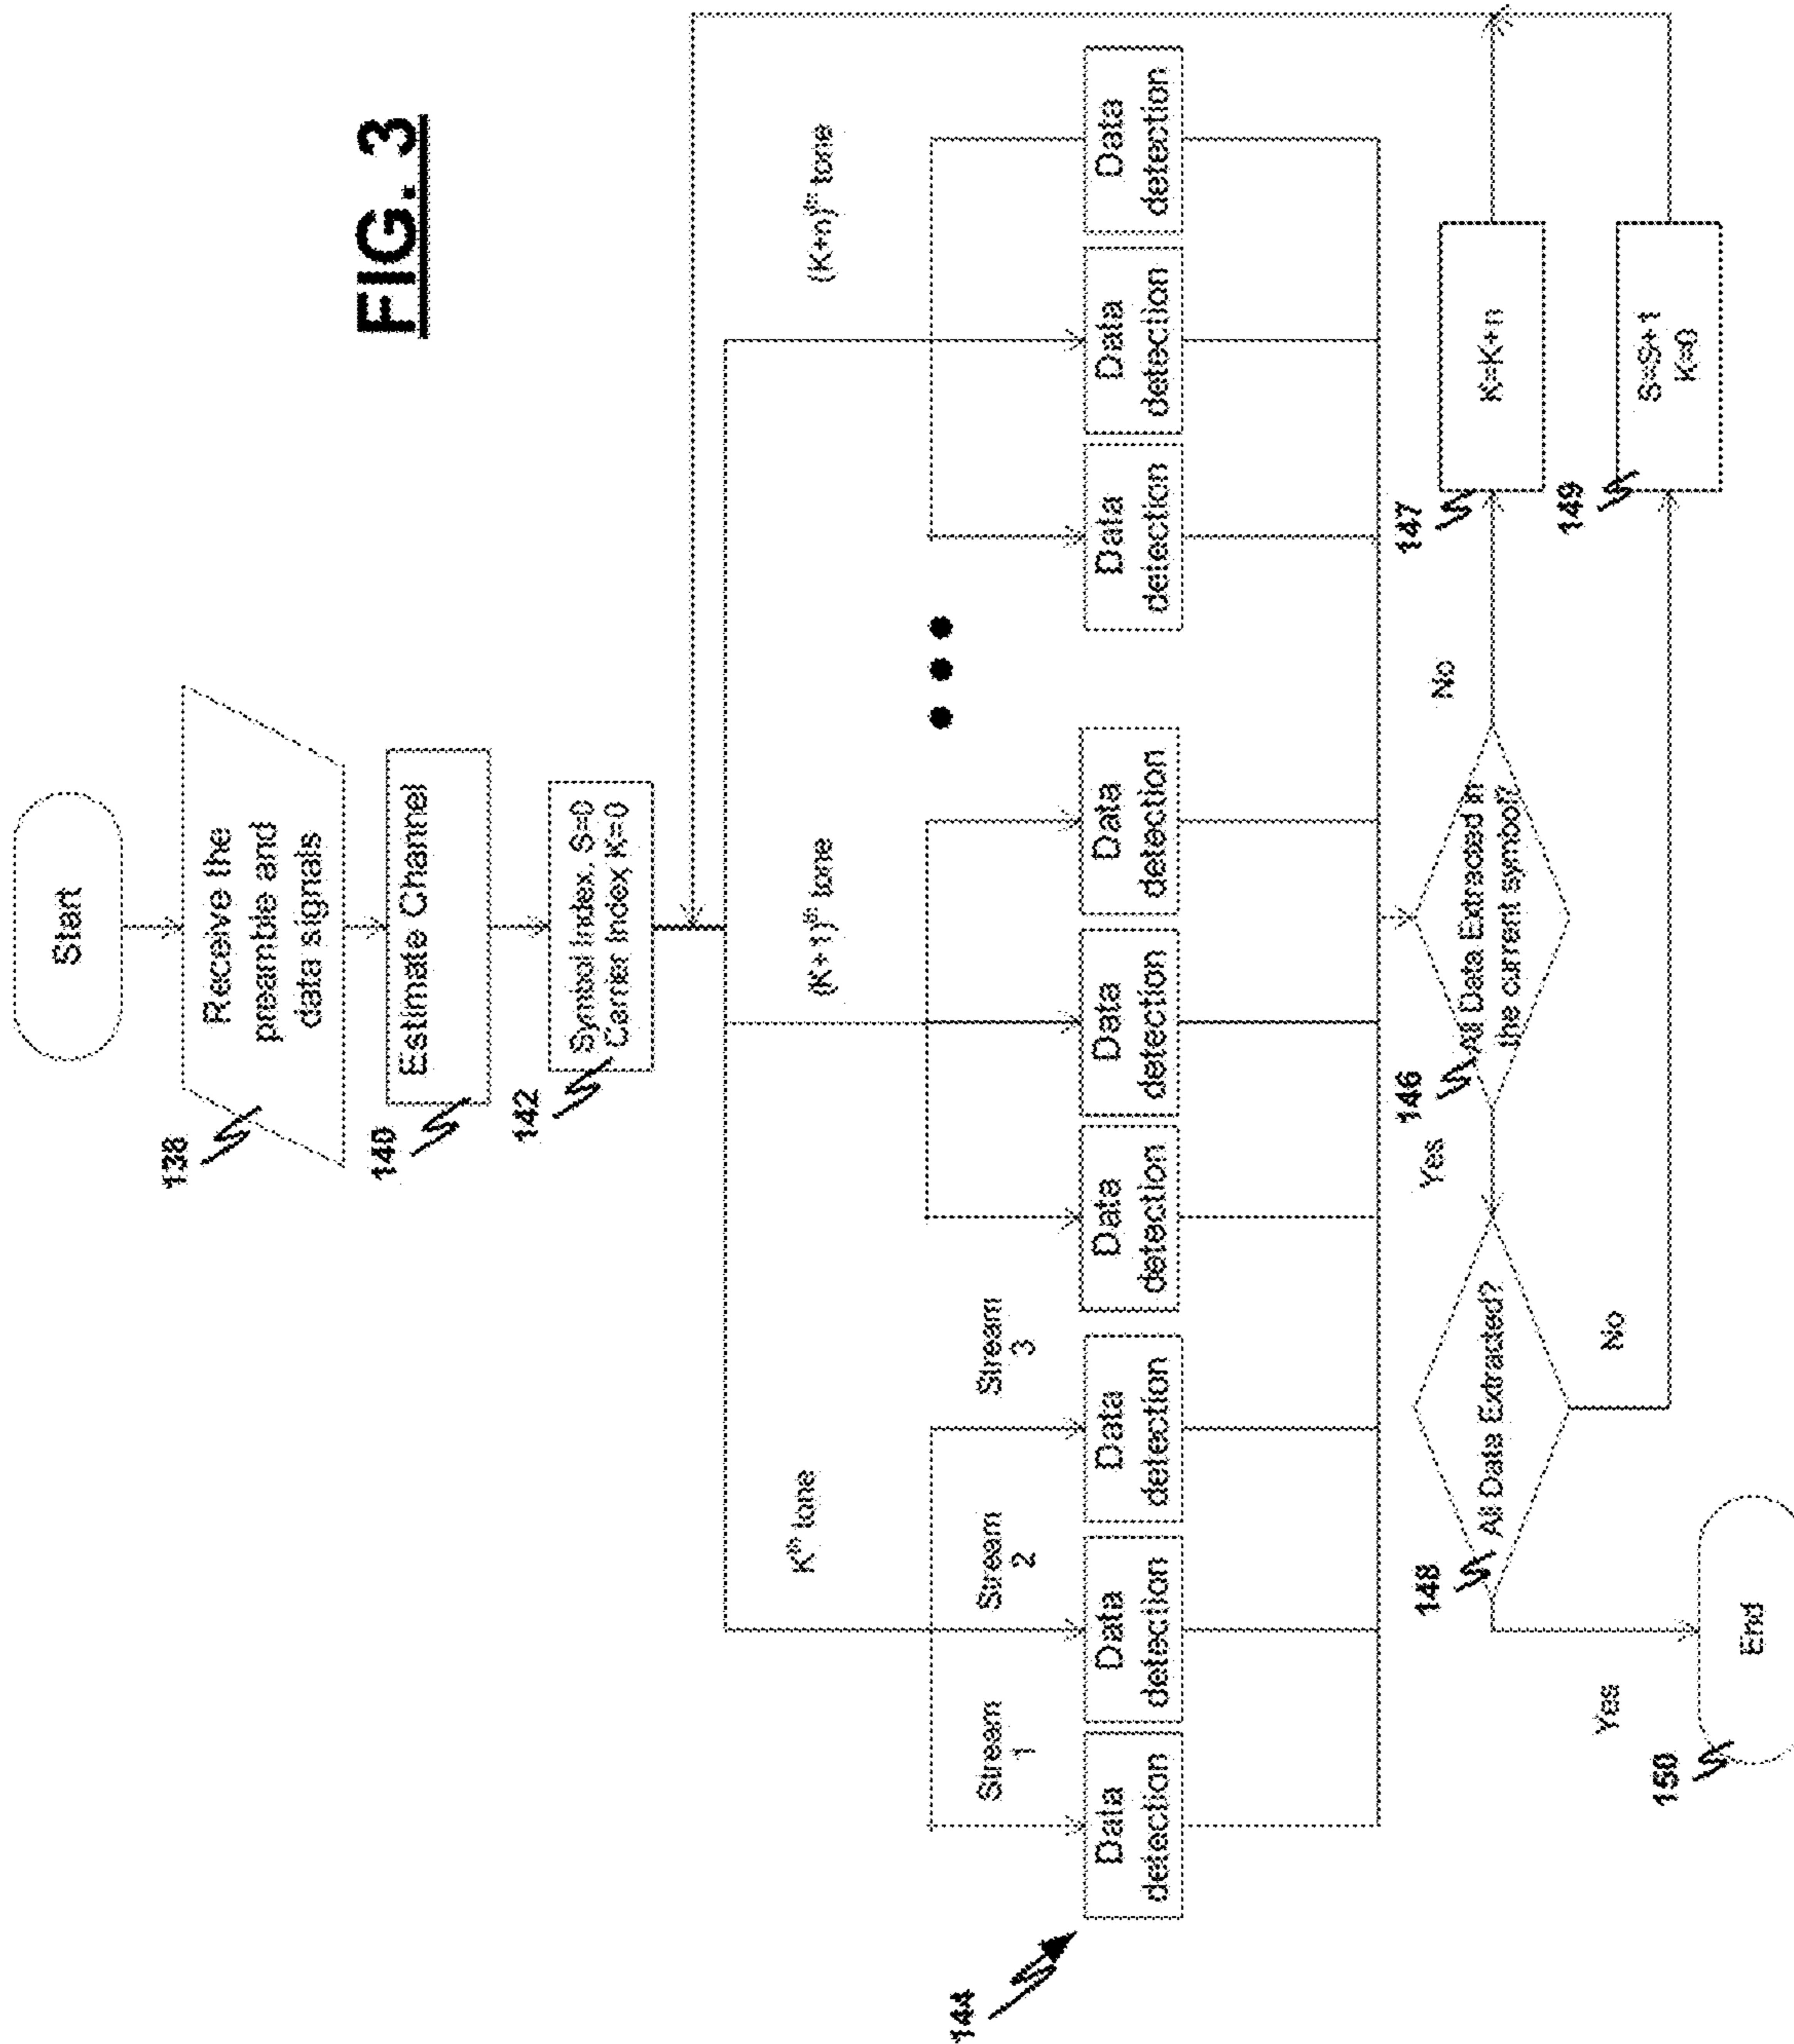 FIG. 3
Start
138
Receive the
preamble and
data signals
140
Estimate Channel
142
Symbol Index, S=0
Carrier Index K=0
Kth tone
(K+1)th tone
(K+n)th tone
Stream
1
Stream
2
Stream
3
144
Data
detection
Data
detection
Data
detection
Data
detection
Data
detection
Data
detection
Data
detection
Data
detection
Data
detection
146
All Data Extracted in
the current symbol?
Yes
No
147
K=K+n
148
All Data Extracted?
No
149
S=S+1
K=0
Yes
150
End